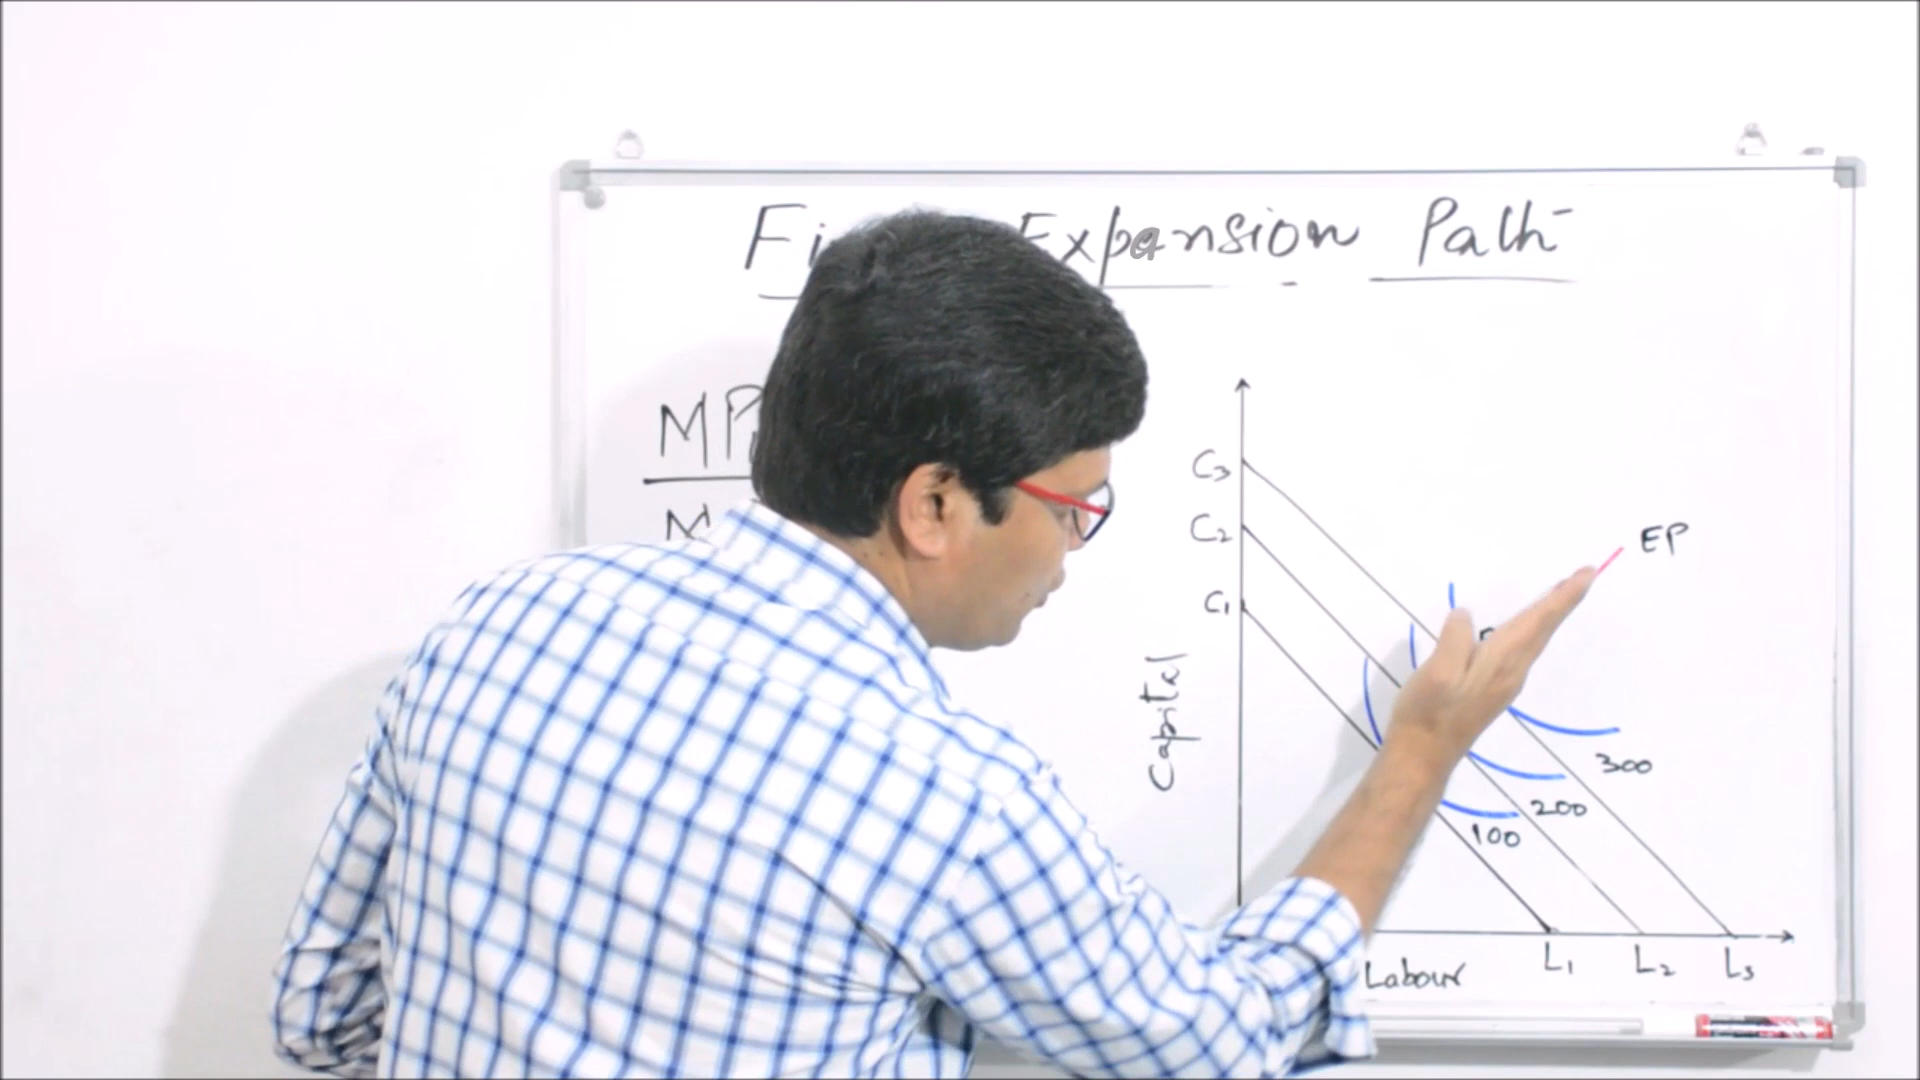 Expansion Path
MP
C₃
C₂
EP
C₁
Capital
300
200
100
L₁ L₂ L₃
Labour